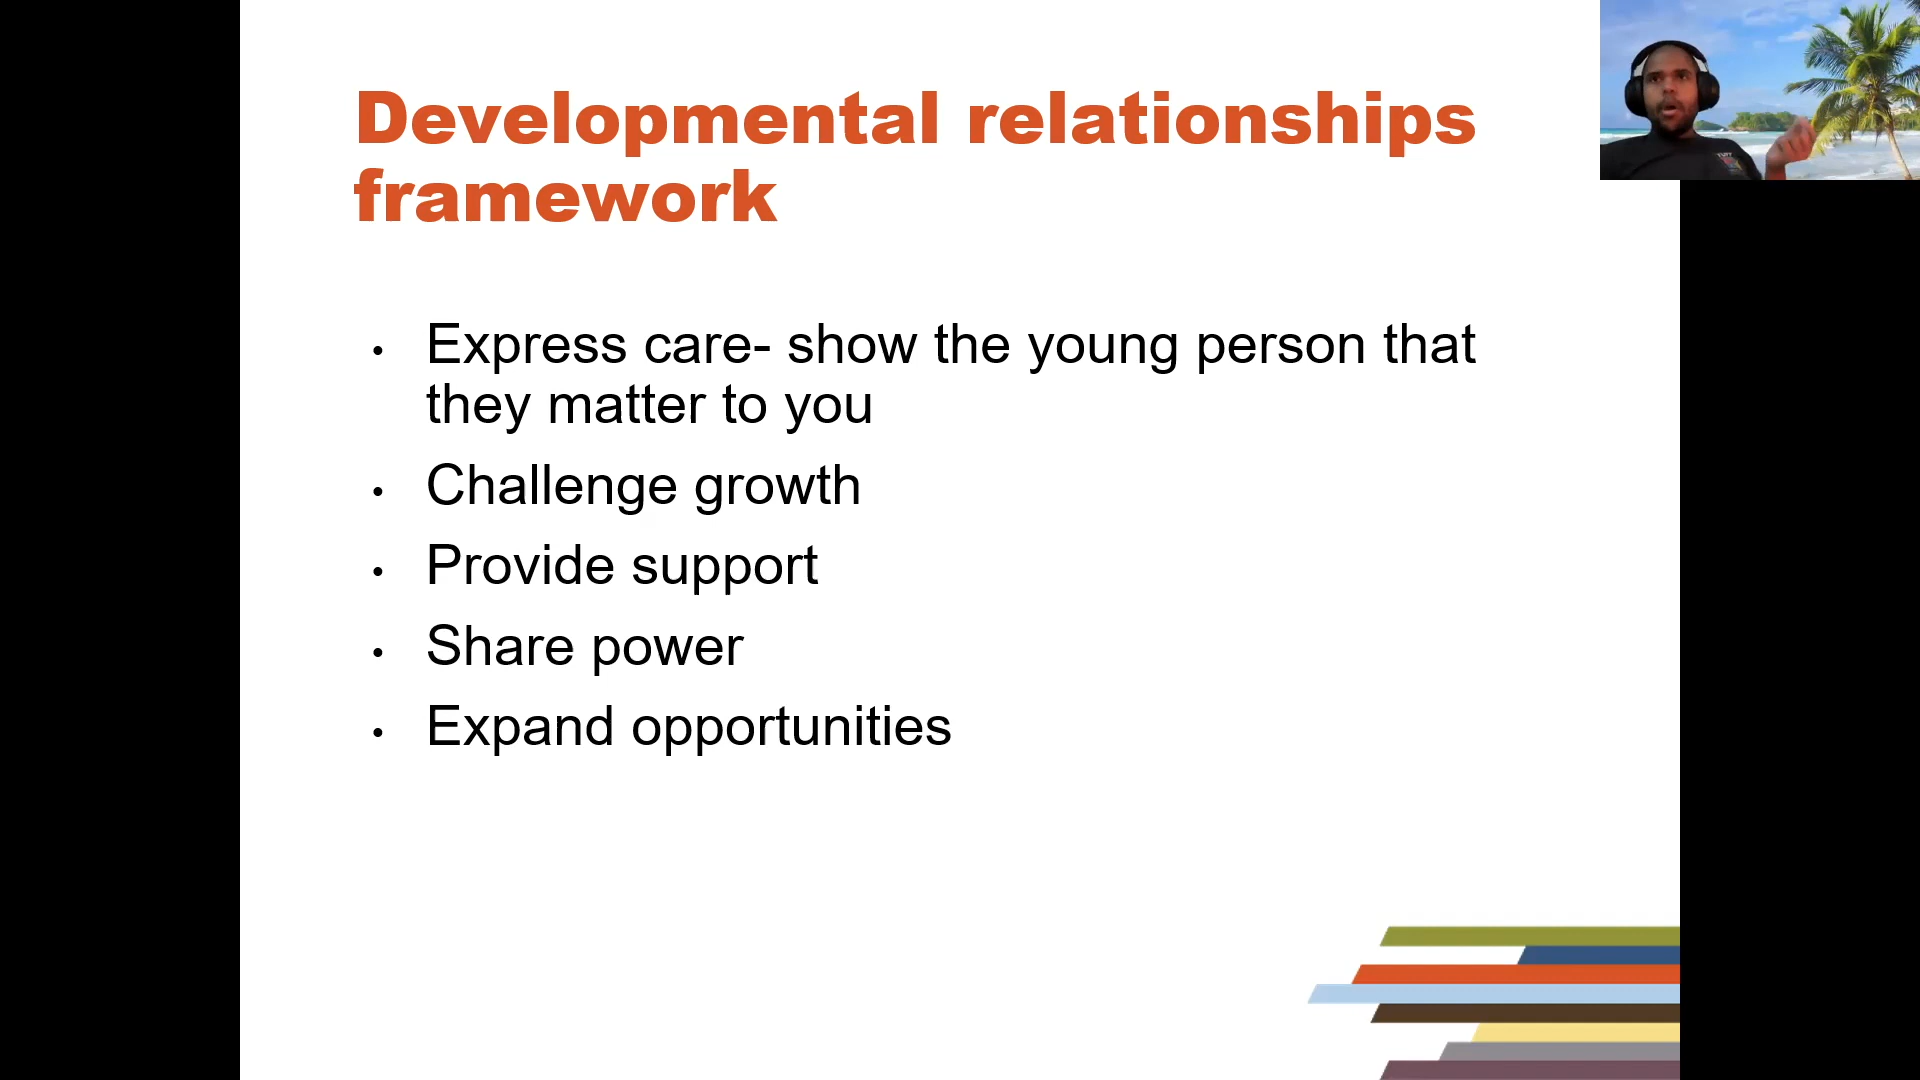 Developmental relationships
framework
• Express care- show the young person that
they matter to you
• Challenge growth
• Provide support
• Share power
• Expand opportunities